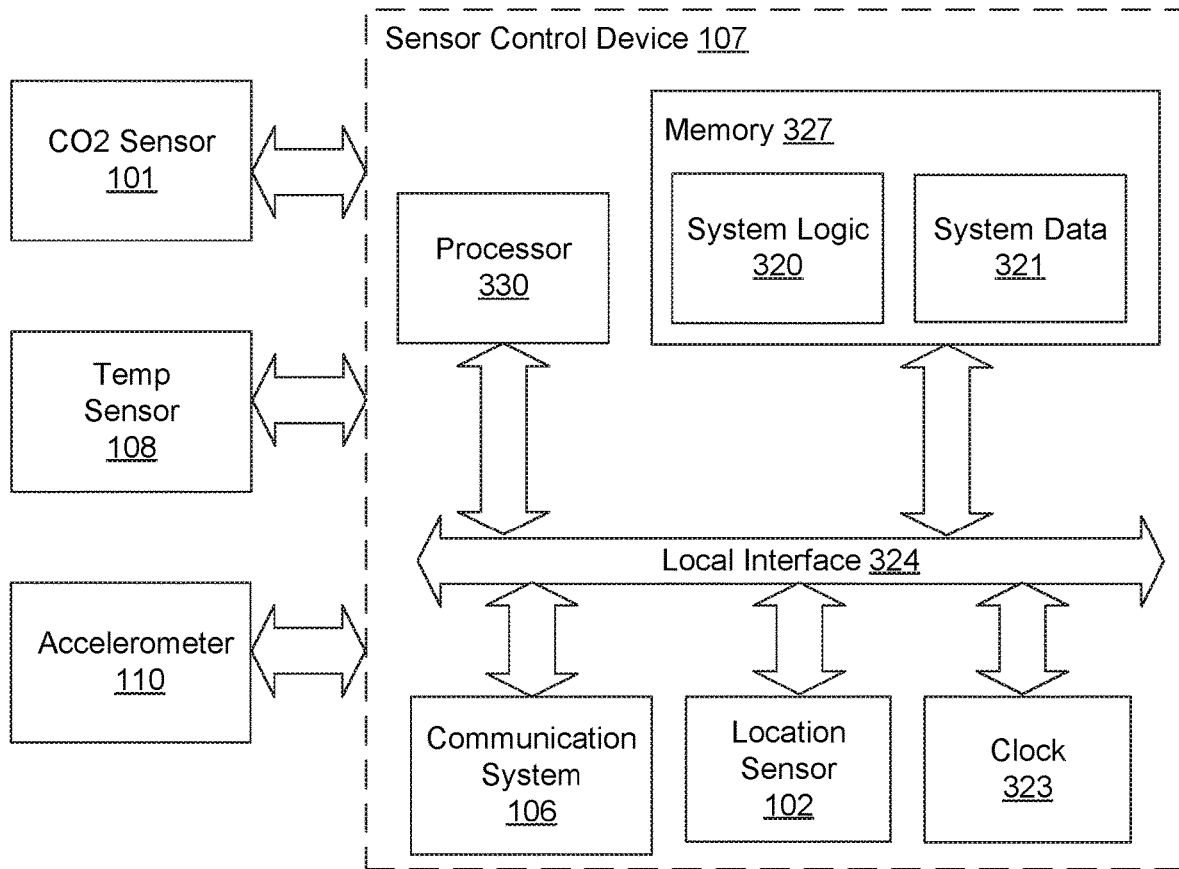 Sensor Control Device 107
CO2 Sensor
101
Memory 327
System Logic
320
System Data
321
Processor
330
Temp
Sensor
108
Local Interface 324
Accelerometer
110
Communication
System
106
Location
Sensor
102
Clock
323